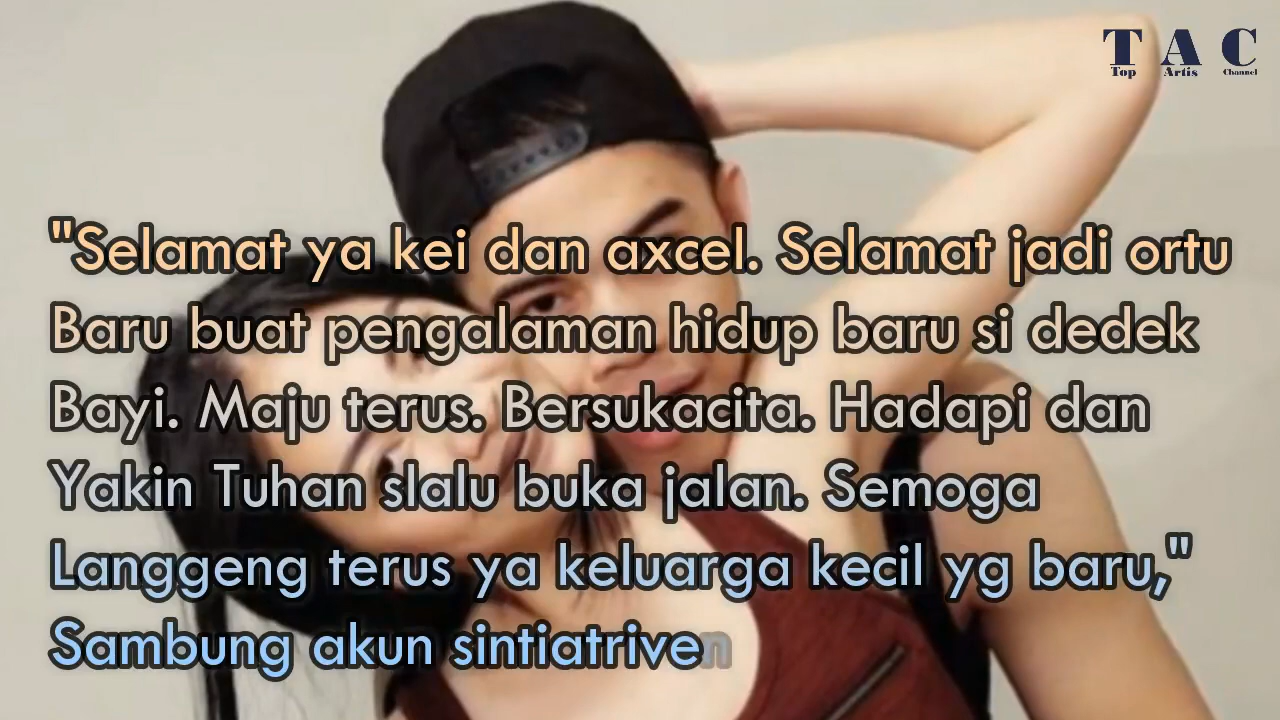 T A C
Top Artis Channel
"Selamat ya kei dan axcel. Selamat jadi ortu
Baru buat pengalaman hidup baru si dedek
Bayi. Maju terus. Bersukacita. Hadapi dan
Yakin Tuhan slalu buka jalan. Semoga
Langgeng terus ya keluarga kecil yg baru,"
Sambung akun sintiatriven